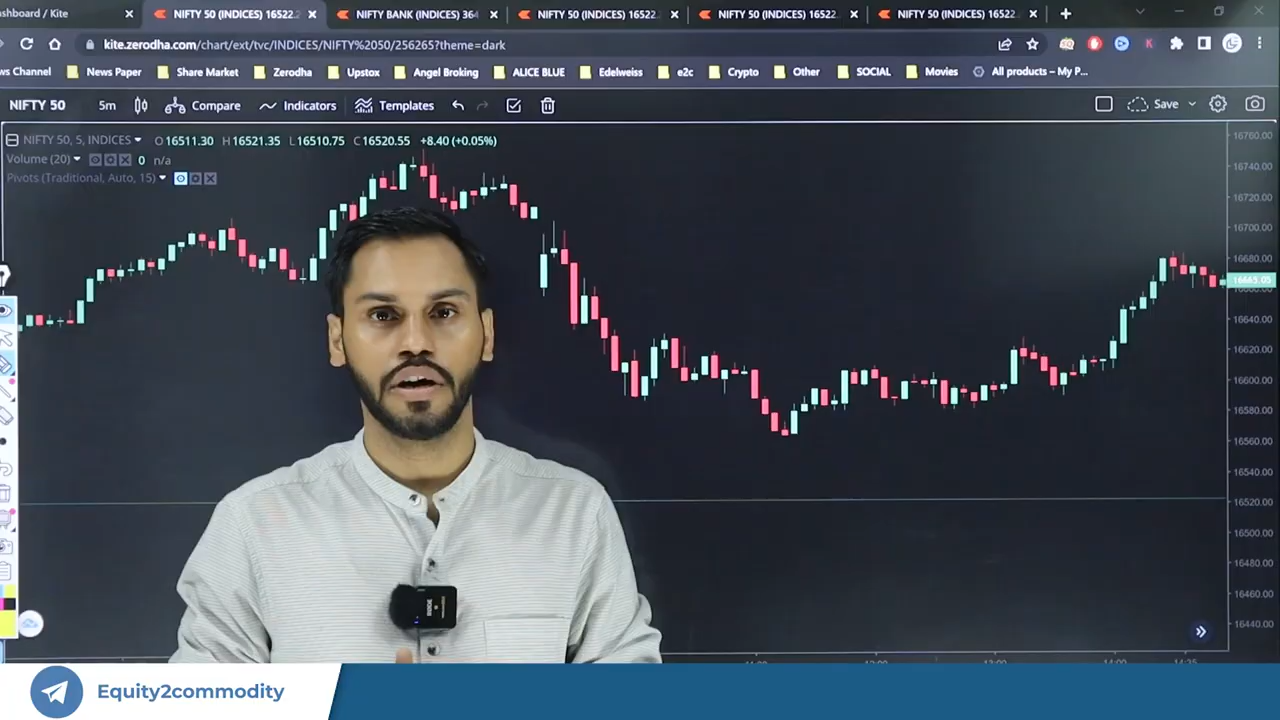 ashboard / Kite
NIFTY 50 (INDICES) 16522.
NIFTY BANK (INDICES) 364
NIFTY 50 (INDICES) 16522.
NIFTY 50 (INDICES) 16522.
NIFTY 50 (INDICES) 16522.
kite.zerodha.com/chart/ext/tvc/INDICES/NIFTY%2050/256265?theme=dark
ws Channel
News Paper
Share Market
Zerodha
Upstox
Angel Broking
ALICE BLUE
Edelweiss
e2c
Crypto
Other
SOCIAL
Movies
All products – My P...
NIFTY 50
5m
Compare
Indicators
Templates
Save
NIFTY 50, 5, INDICES
O 16511.30 H 16521.35 L 16510.75 C 16520.55 +8.40 (+0.05%)
Volume (20) 0 n/a
Pivots (Traditional, Auto, 15)
16760.00
16740.00
16720.00
16700.00
16680.00
16665.05
16640.00
16620.00
16600.00
16580.00
16560.00
16540.00
16520.00
16500.00
16480.00
16460.00
16440.00
Equity2commodity